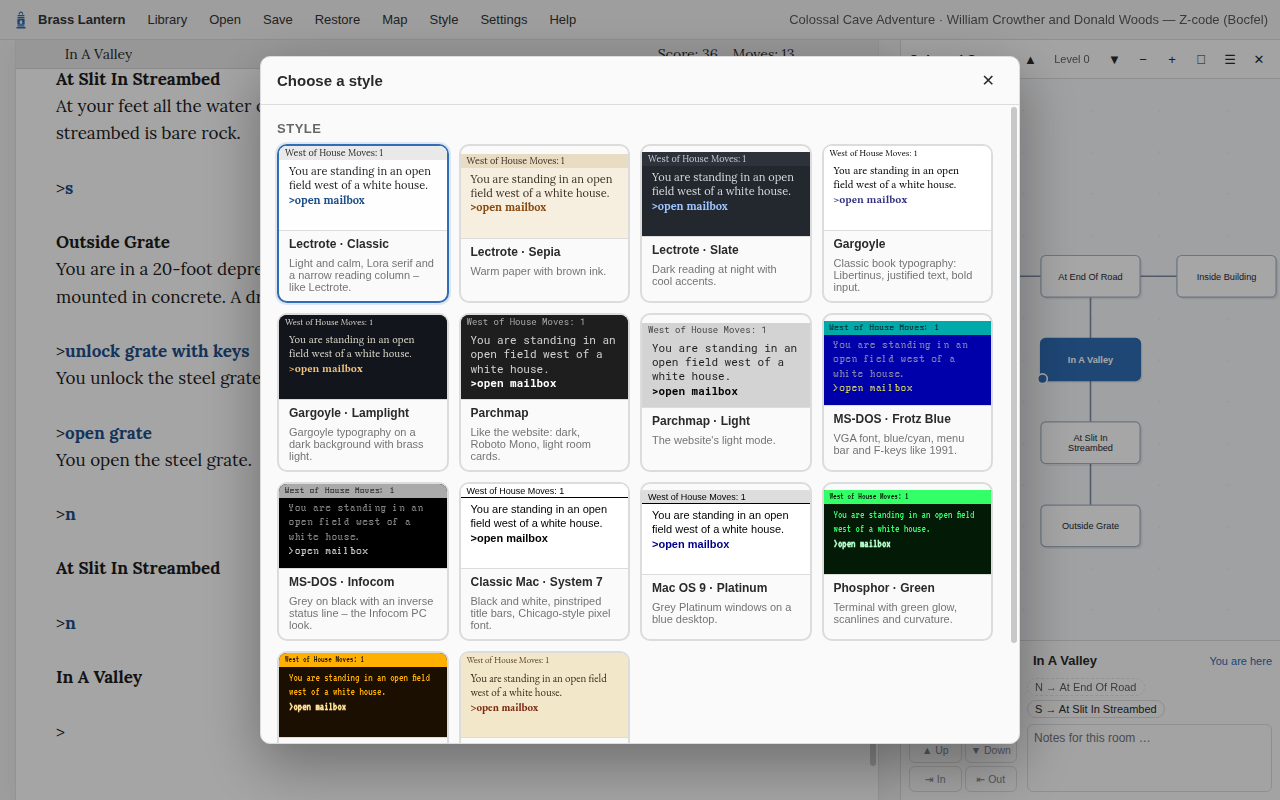 Brass Lantern Library Open Save Restore Map Style Settings Help Colossal Cave Adventure · William Crowther and Donald Woods — Z-code (Bocfel)
In A Valley Score: 36 Moves: 13
At Slit In Streambed
At your feet all the water
streambed is bare rock.
>s
Outside Grate
You are in a 20-foot depre
mounted in concrete. A
>unlock grate with keys
You unlock the steel grate
>open grate
You open the steel grate.
>n
At Slit In Streambed
>n
In A Valley
>
Choose a style ✕
STYLE
West of House Moves: 1
You are standing in an open
field west of a white house.
>open mailbox
Lectrote · Classic
Light and calm, Lora serif and
a narrow reading column –
like Lectrote.
West of House Moves: 1
You are standing in an open
field west of a white house.
>open mailbox
Lectrote · Sepia
Warm paper with brown ink.
West of House Moves: 1
You are standing in an open
field west of a white house.
>open mailbox
Lectrote · Slate
Dark reading at night with
cool accents.
West of House Moves: 1
You are standing in an open
field west of a white house.
>open mailbox
Gargoyle
Classic book typography:
Libertinus, justified text, bold
input.
West of House Moves: 1
You are standing in an open
field west of a white house.
>open mailbox
Gargoyle · Lamplight
Gargoyle typography on a
dark background with brass
light.
West of House Moves: 1
You are standing in an
open field west of a
white house.
>open mailbox
Parchmap
Like the website: dark,
Roboto Mono, light room
cards.
West of House Moves: 1
You are standing in an
open field west of a
white house.
>open mailbox
Parchmap · Light
The website's light mode.
West of House Moves: 1
You are standing in an
open field west of a
white house.
>open mailbox
MS-DOS · Frotz Blue
VGA font, blue/cyan, menu
bar and F-keys like 1991.
West of House Moves: 1
You are standing in an
open field west of a
white house.
>open mailbox
MS-DOS · Infocom
Grey on black with an inverse
status line – the Infocom PC
look.
West of House Moves: 1
You are standing in an open
field west of a white house.
>open mailbox
Classic Mac · System 7
Black and white, pinstriped
title bars, Chicago-style pixel
font.
West of House Moves: 1
You are standing in an open
field west of a white house.
>open mailbox
Mac OS 9 · Platinum
Grey Platinum windows on a
blue desktop.
West of House Moves: 1
You are standing in an open field
west of a white house.
>open mailbox
Phosphor · Green
Terminal with green glow,
scanlines and curvature.
West of House Moves: 1
You are standing in an open field
west of a white house.
>open mailbox
West of House Moves: 1
You are standing in an open field
west of a white house.
>open mailbox
▲ Level 0 ▼ − + ☰ ✕
At End Of Road
Inside Building
In A Valley
At Slit In
Streambed
Outside Grate
In A Valley You are here
N → At End Of Road
S → At Slit In Streambed
Notes for this room …
▲ Up ▼ Down
⇥ In ⇤ Out